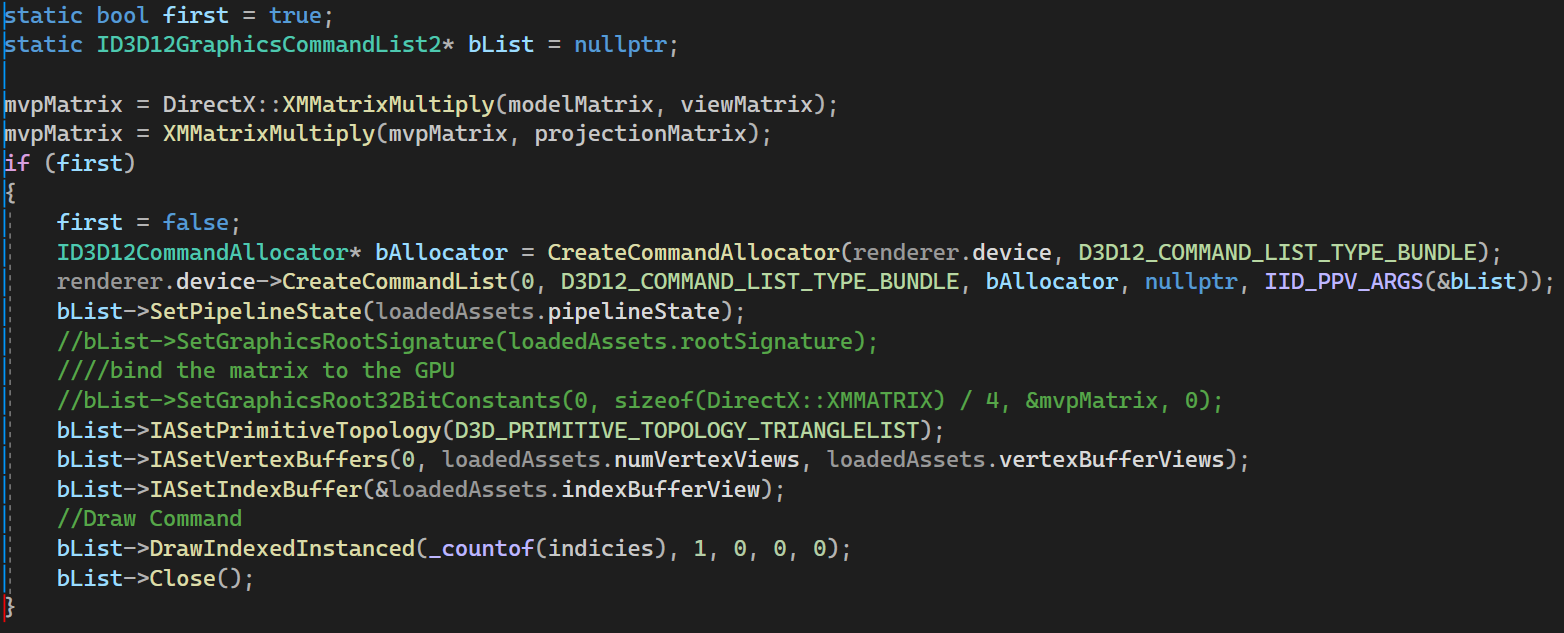 static bool first = true;
static ID3D12GraphicsCommandList2* bList = nullptr;
mvpMatrix = DirectX::XMMatrixMultiply(modelMatrix, viewMatrix);
mvpMatrix = XMMatrixMultiply(mvpMatrix, projectionMatrix);
if (first)
{
first = false;
ID3D12CommandAllocator* bAllocator = CreateCommandAllocator(renderer.device, D3D12_COMMAND_LIST_TYPE_BUNDLE);
renderer.device->CreateCommandList(0, D3D12_COMMAND_LIST_TYPE_BUNDLE, bAllocator, nullptr, IID_PPV_ARGS(&bList));
bList->SetPipelineState(loadedAssets.pipelineState);
//bList->SetGraphicsRootSignature(loadedAssets.rootSignature);
////bind the matrix to the GPU
//bList->SetGraphicsRoot32BitConstants(0, sizeof(DirectX::XMMATRIX) / 4, &mvpMatrix, 0);
bList->IASetPrimitiveTopology(D3D_PRIMITIVE_TOPOLOGY_TRIANGLELIST);
bList->IASetVertexBuffers(0, loadedAssets.numVertexViews, loadedAssets.vertexBufferViews);
bList->IASetIndexBuffer(&loadedAssets.indexBufferView);
//Draw Command
bList->DrawIndexedInstanced(_countof(indicies), 1, 0, 0, 0);
bList->Close();
}